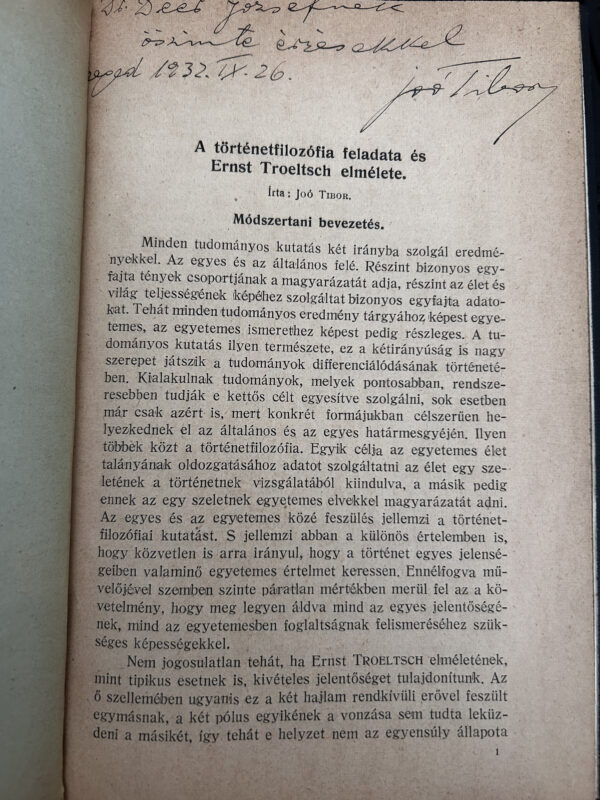 Dr. Deér Józsefnek
őszinte érzésekkel
Szeged 1932. IX. 26.
Joó Tibor
A történetfilozófia feladata és
Ernst Troeltsch elmélete.
Írta: JOÓ TIBOR.
Módszertani bevezetés.
Minden tudományos kutatás két irányba szolgál eredmé-
nyekkel. Az egyes és az általános felé. Részint bizonyos egy-
fajta tények csoportjának a magyarázatát adja, részint az élet és
világ teljességének képéhez szolgáltat bizonyos egyfajta adato-
kat. Tehát minden tudományos eredmény tárgyához képest egye-
temes, az egyetemes ismerethez képest pedig részleges. A tu-
dományos kutatás ilyen természete, ez a kétirányúság is nagy
szerepet játszik a tudományok differenciálódásának történeté-
ben. Kialakulnak tudományok, melyek pontosabban, rendsze-
resebben tudják e kettős célt egyesítve szolgálni, sok esetben
már csak azért is, mert konkrét formájukban célszerűen he-
lyezkednek el az általános és az egyes határmesgyéjén. Ilyen
többek közt a történetfilozófia. Egyik célja az egyetemes élet
talányának oldozgatásához adatot szolgáltatni az élet egy sze-
letének a történetnek vizsgálatából kiindulva, a másik pedig
ennek az egy szeletnek egyetemes elvekkel magyarázatát adni.
Az egyes és az egyetemes közé feszülés jellemzi a történet-
filozófiai kutatást. S jellemzi abban a különös értelemben is,
hogy közvetlen is arra irányul, hogy a történet egyes jelensé-
geiben valaminő egyetemes értelmet keressen. Ennélfogva mű-
velőjével szemben szinte páratlan mértékben merül fel az a kö-
vetelmény, hogy meg legyen áldva mind az egyes jelentőségé-
nek, mind az egyetemesben foglaltságnak felismeréséhez szük-
séges képességekkel.
Nem jogosulatlan tehát, ha Ernst TROELTSCH elméletének,
mint tipikus esetnek is, kivételes jelentőséget tulajdonítunk. Az
ő szellemében ugyanis ez a két hajlam rendkívüli erővel feszült
egymásnak, a két pólus egyikének a vonzása sem tudta leküz-
deni a másikét, így tehát e helyzet nem az egyensúly állapota
1